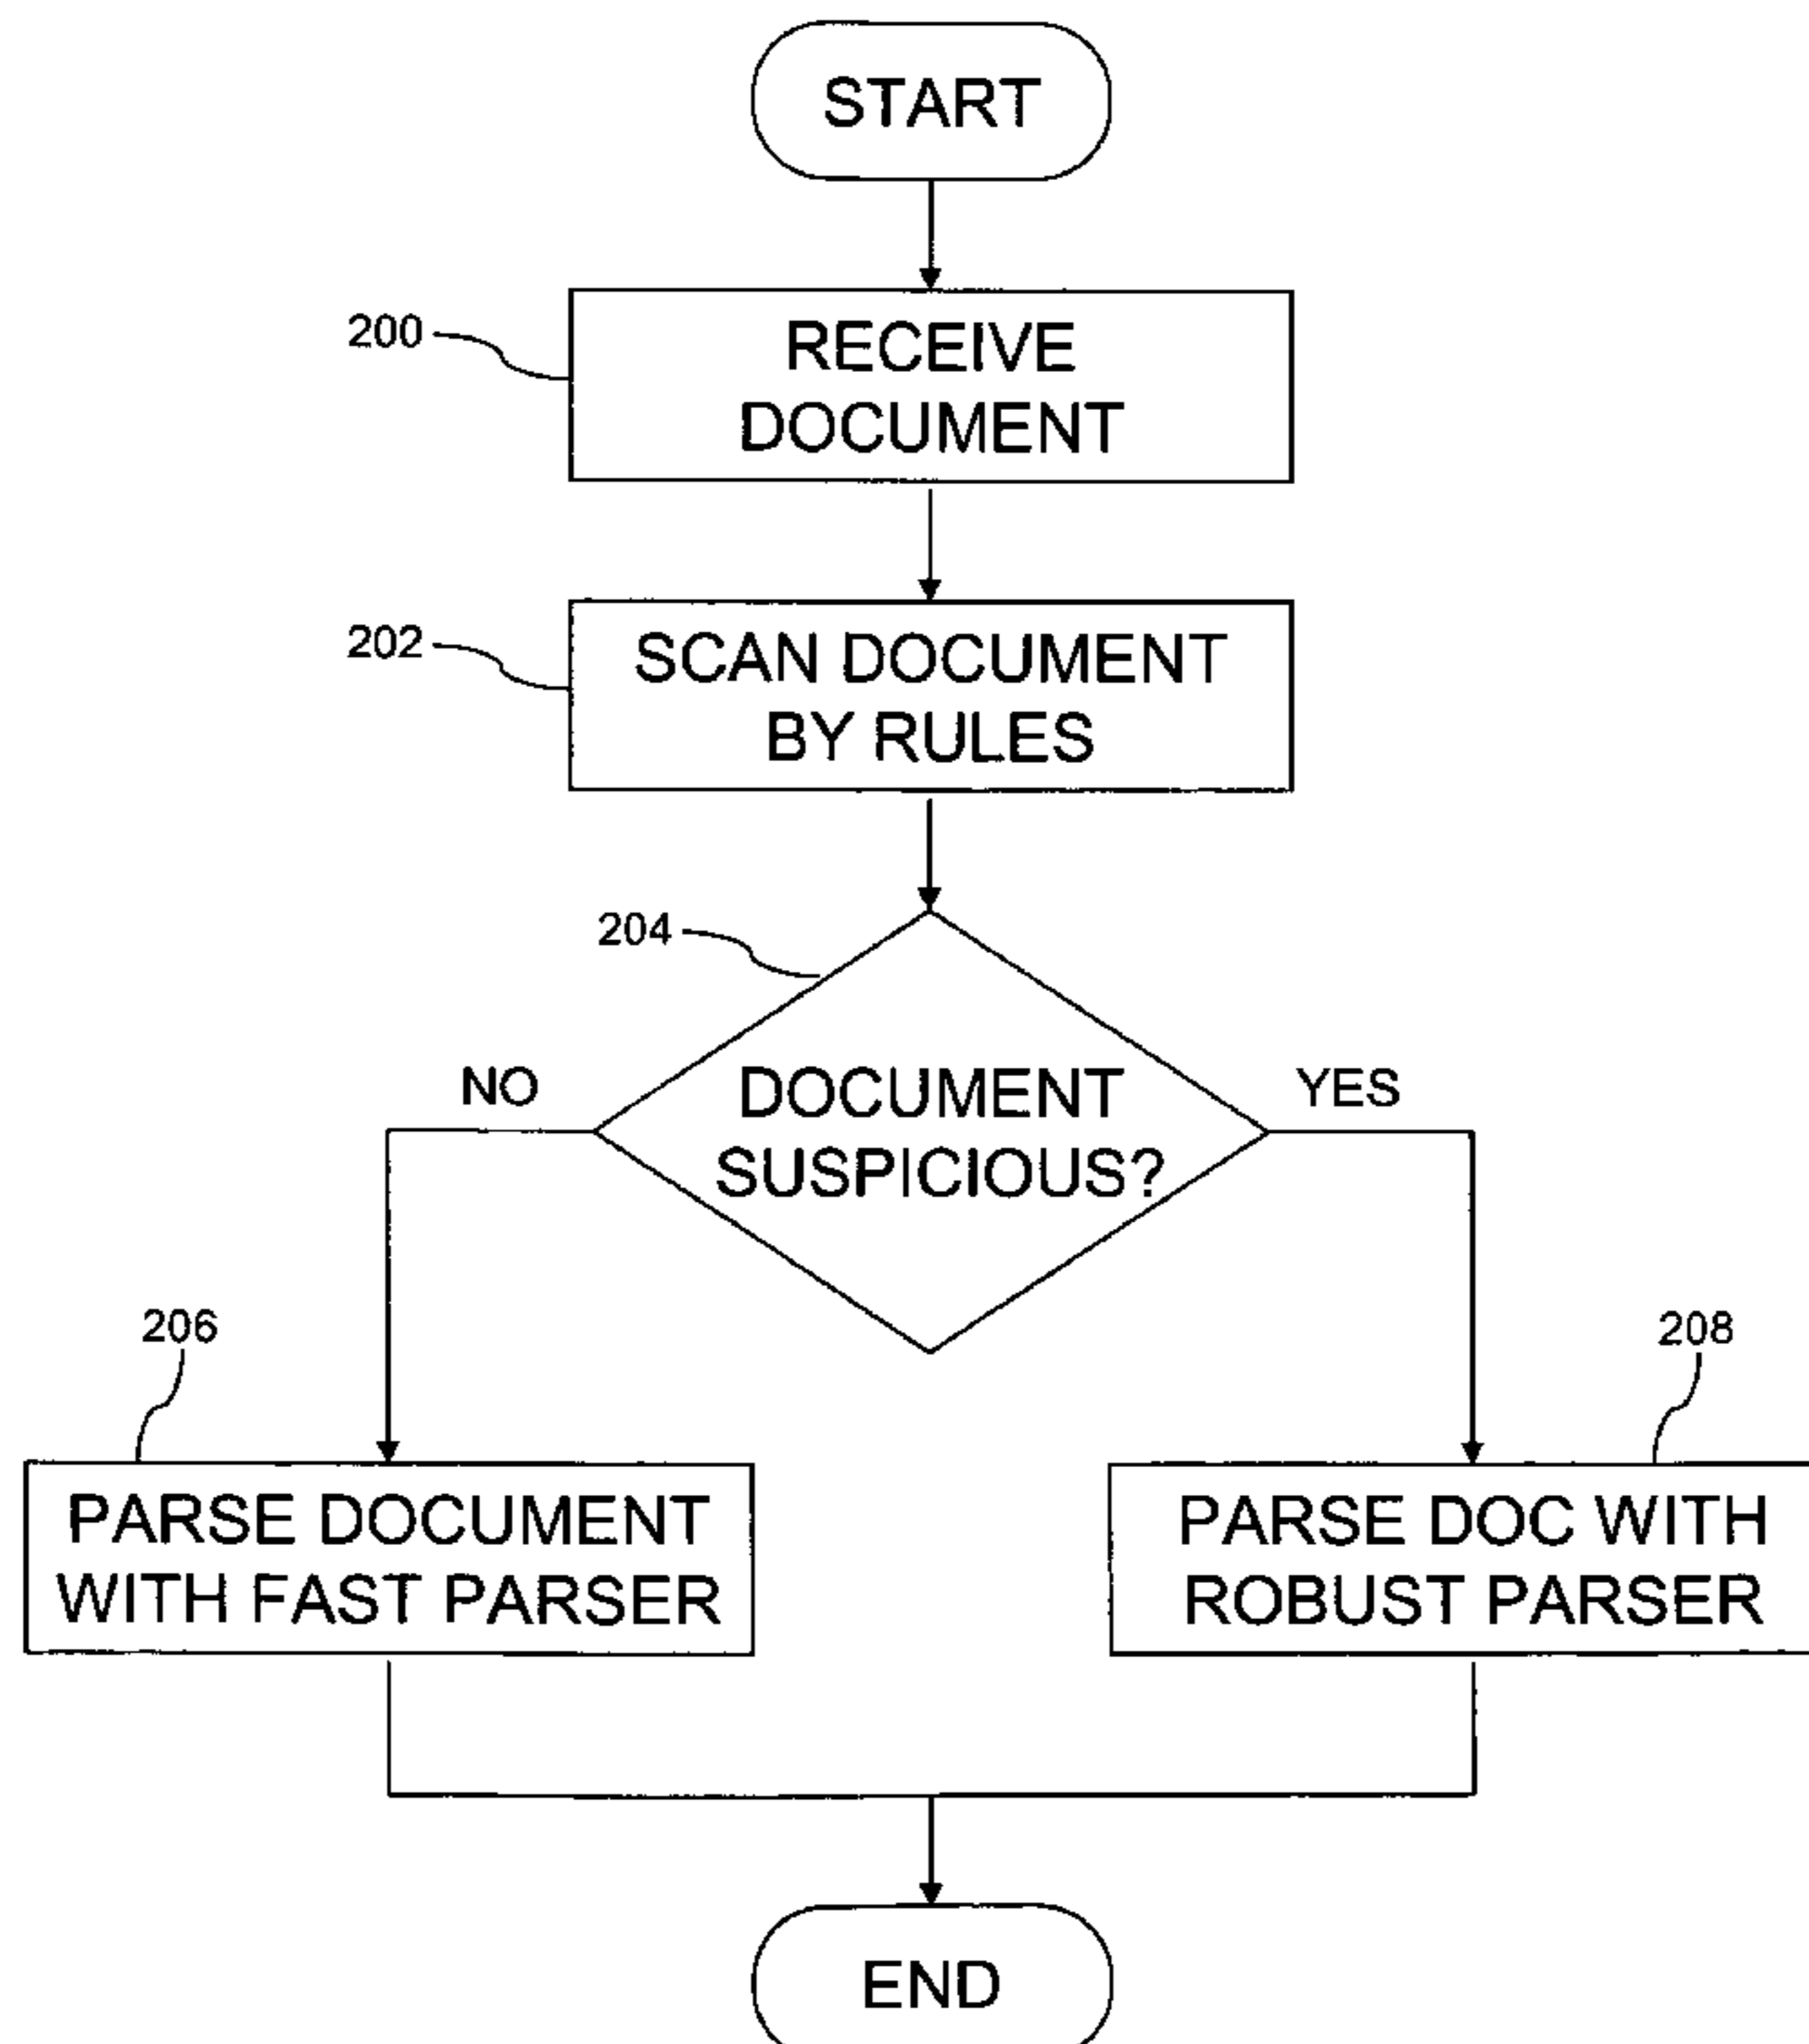 START
200
RECEIVE
DOCUMENT
202
SCAN DOCUMENT
BY RULES
204
NO
DOCUMENT
SUSPICIOUS?
YES
206
208
PARSE DOCUMENT
WITH FAST PARSER
PARSE DOC WITH
ROBUST PARSER
END